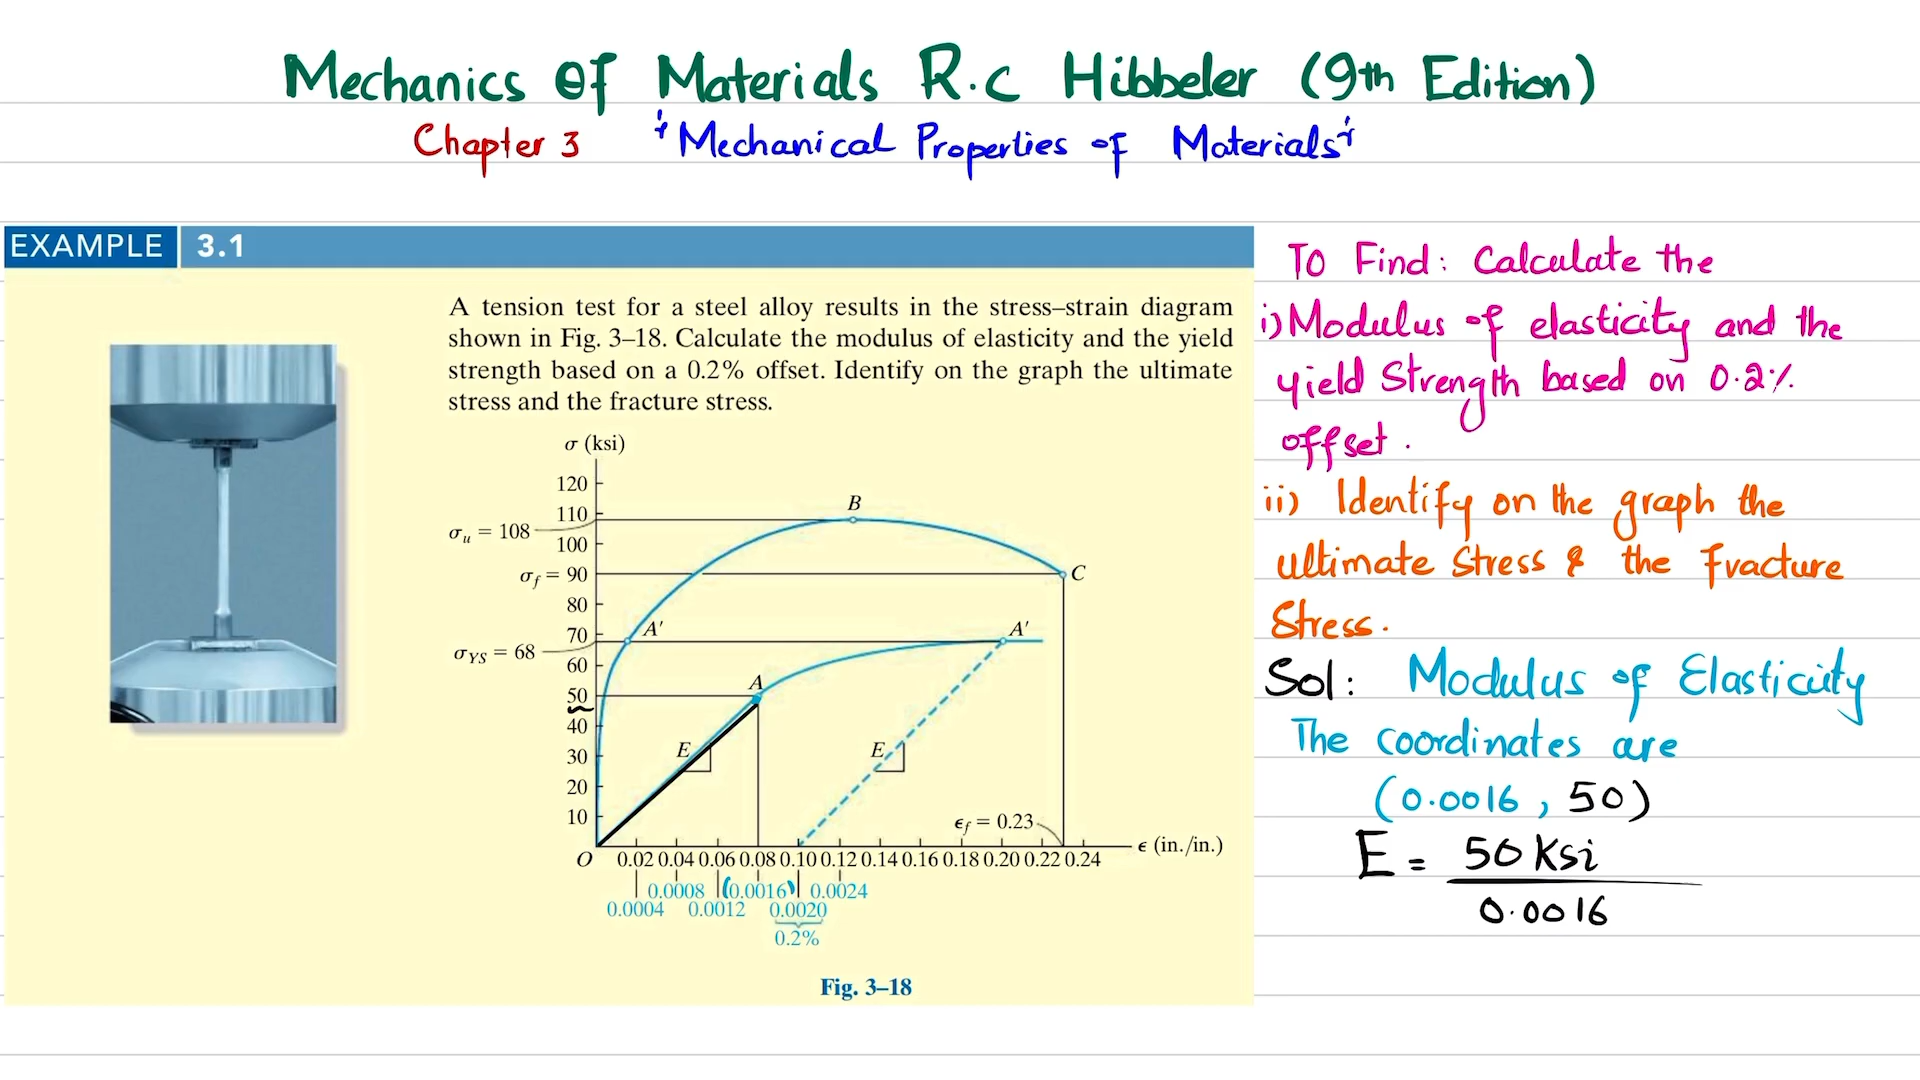 Mechanics Of Materials R.C Hibbeler (9th Edition)
Chapter 3 "Mechanical Properties of Materials"
EXAMPLE 3.1
A tension test for a steel alloy results in the stress–strain diagram
shown in Fig. 3–18. Calculate the modulus of elasticity and the yield
strength based on a 0.2% offset. Identify on the graph the ultimate
stress and the fracture stress.
σ (ksi)
120
110
σu = 108
100
σf = 90
80
70
σYS = 68
60
50
40
30
20
10
B
C
A'
A'
A
E
E
ϵf = 0.23
ϵ (in./in.)
O 0.02 0.04 0.06 0.08 0.10 0.12 0.14 0.16 0.18 0.20 0.22 0.24
0.0008 (0.0016) 0.0024
0.0004 0.0012 0.0020
0.2%
Fig. 3–18
To Find: Calculate the
i) Modulus of elasticity and the
yield Strength based on 0.2%
offset.
ii) Identify on the graph the
ultimate Stress & the Fracture
Stress.
Sol: Modulus of Elasticity
The coordinates are
(0.0016, 50)
E = 50 Ksi
0.0016